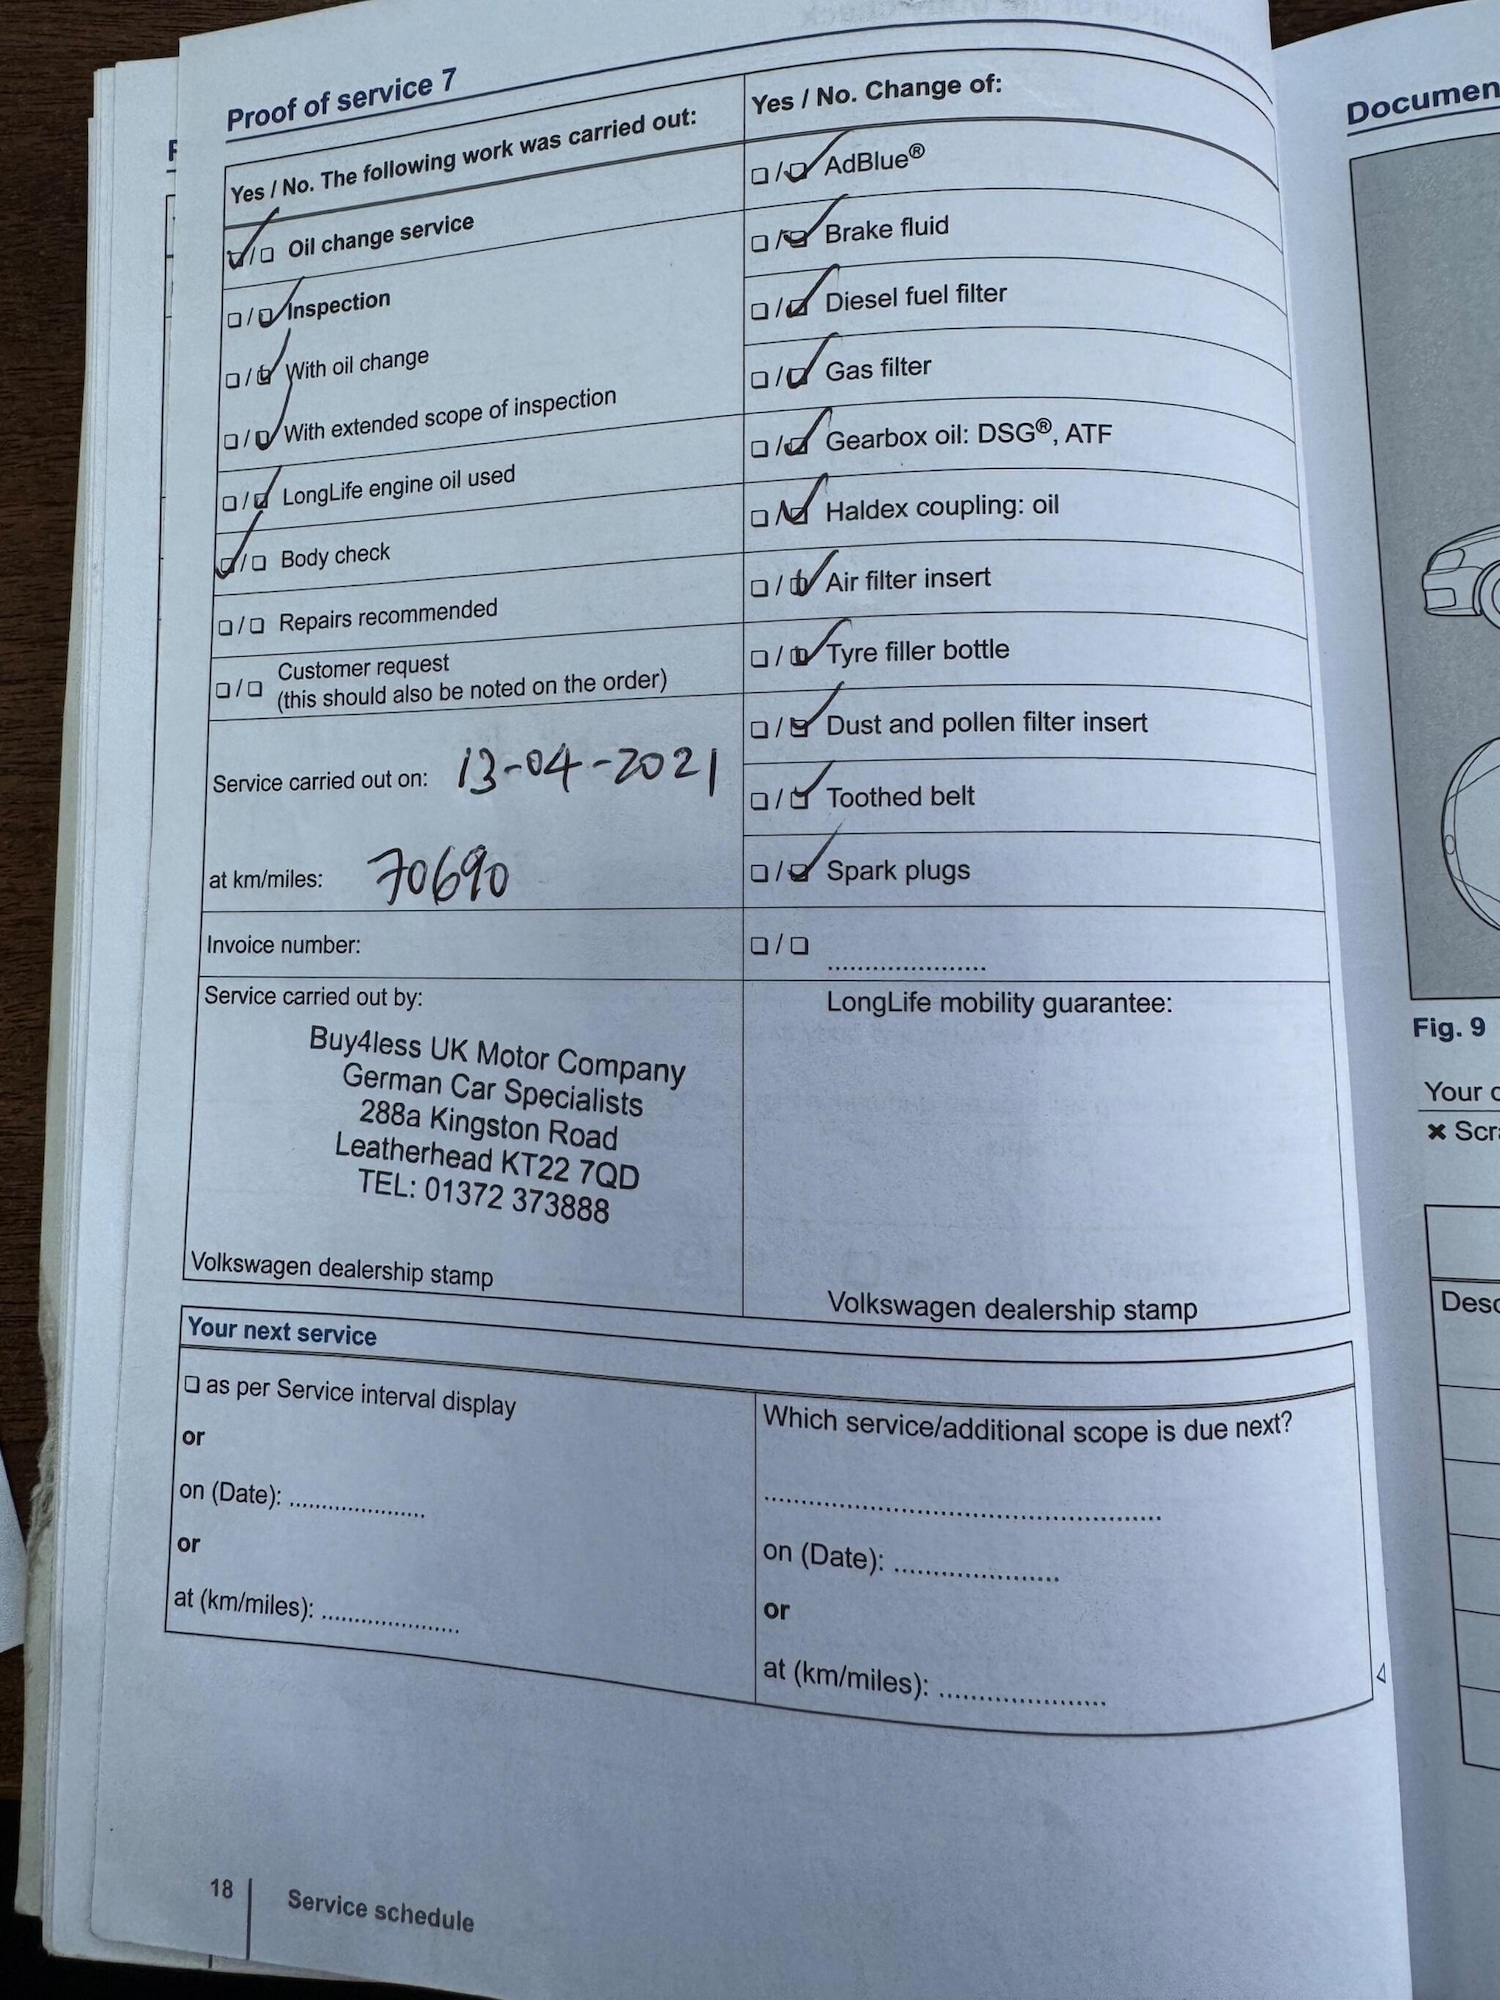 Proof of service 7
Yes / No. The following work was carried out:
☑/☐ Oil change service
☐/☑ Inspection
☐/☑ With oil change
☐/☑ With extended scope of inspection
☐/☑ LongLife engine oil used
☑/☐ Body check
☐/☐ Repairs recommended
☐/☐ Customer request
(this should also be noted on the order)
Service carried out on: 13-04-2021
at km/miles: 70690
Invoice number:
Service carried out by:
Buy4less UK Motor Company
German Car Specialists
288a Kingston Road
Leatherhead KT22 7QD
TEL: 01372 373888
Volkswagen dealership stamp
Yes / No. Change of:
☐/☑ AdBlue®
☐/☑ Brake fluid
☐/☑ Diesel fuel filter
☐/☑ Gas filter
☐/☑ Gearbox oil: DSG®, ATF
☐/☑ Haldex coupling: oil
☐/☑ Air filter insert
☐/☑ Tyre filler bottle
☐/☑ Dust and pollen filter insert
☐/☑ Toothed belt
☐/☑ Spark plugs
☐/☐ ......................
LongLife mobility guarantee:
Volkswagen dealership stamp
Your next service
☐ as per Service interval display
or
on (Date): .....................
or
at (km/miles): .....................
Which service/additional scope is due next?
............................................................
on (Date): .........................
or
at (km/miles): .........................
18 Service schedule
Documen
Fig. 9
Your
✖ Scr
Desc